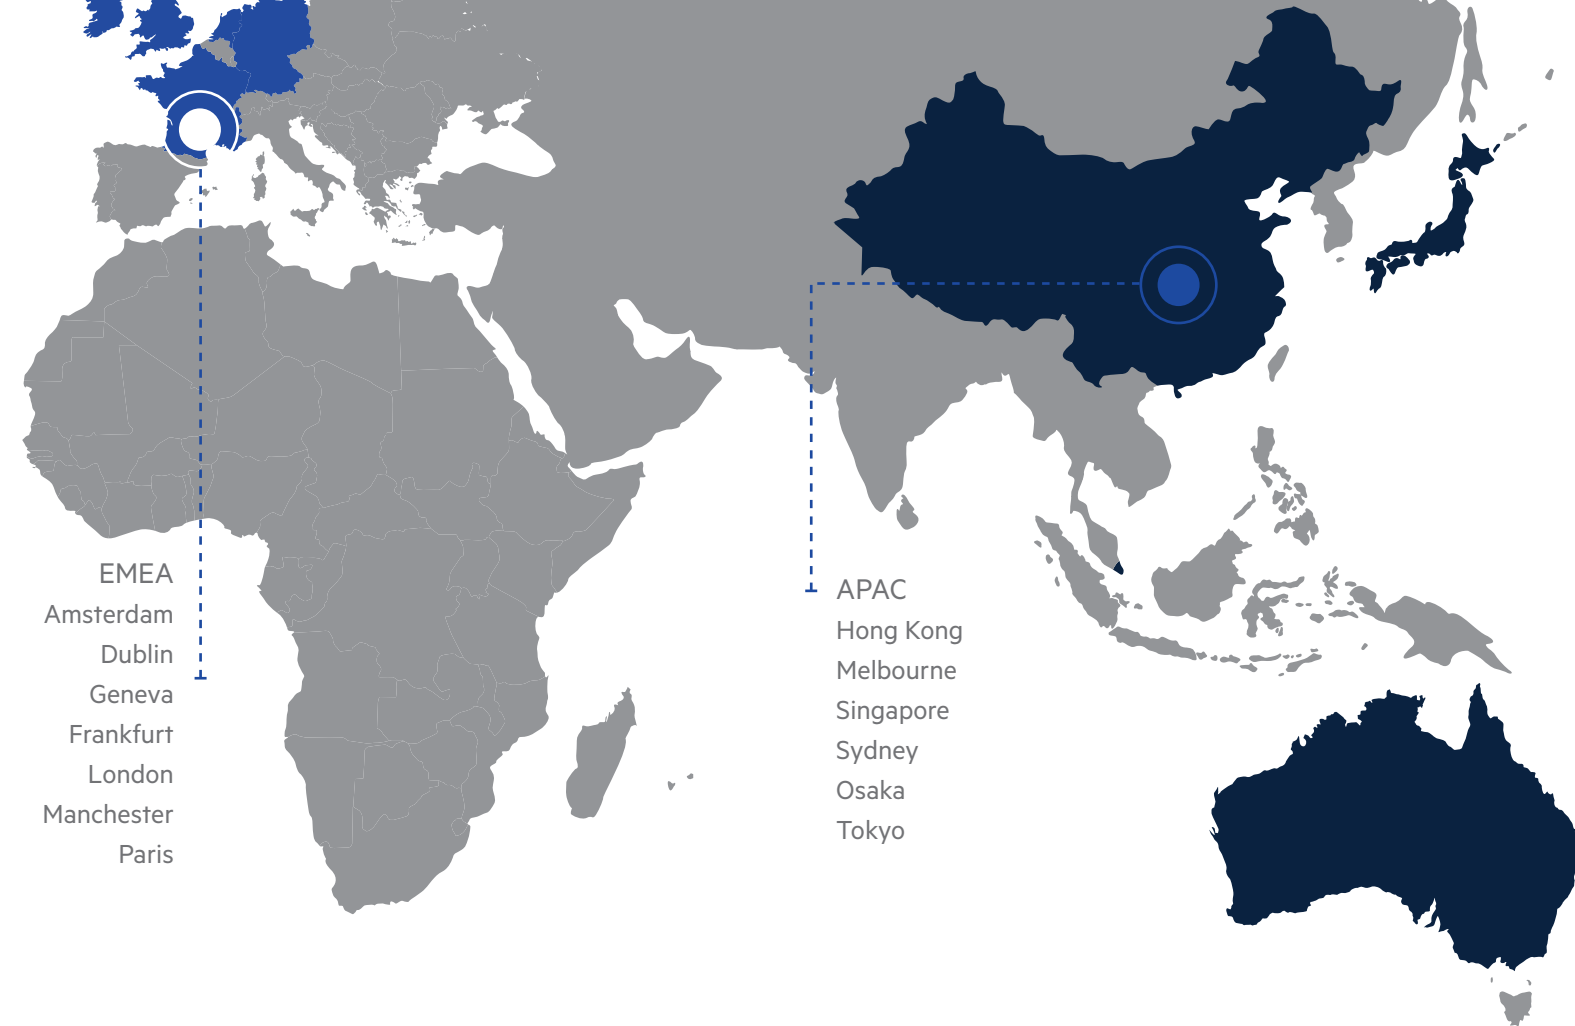 EMEA
Amsterdam
Dublin
Geneva
Frankfurt
London
Manchester
Paris
APAC
Hong Kong
Melbourne
Singapore
Sydney
Osaka
Tokyo